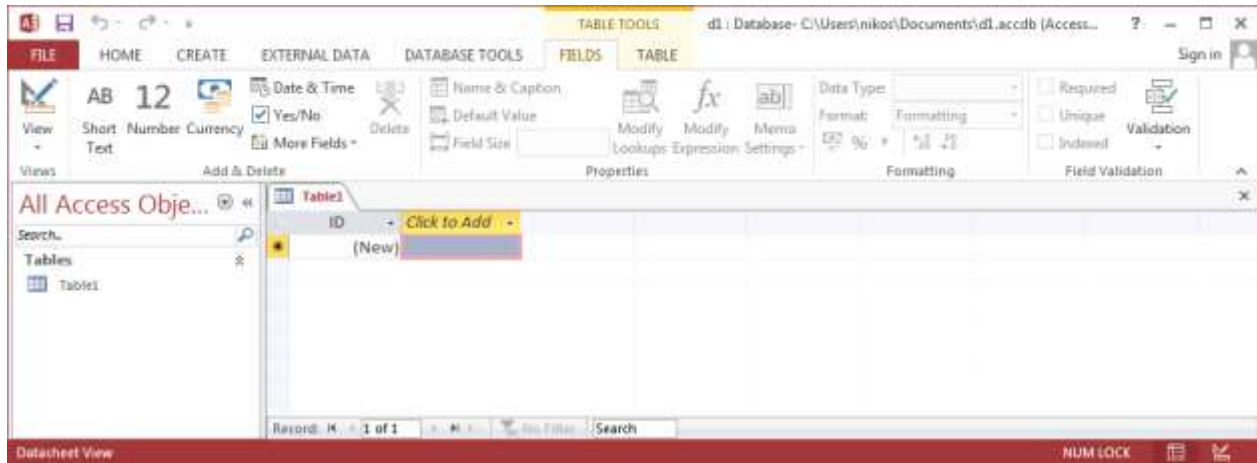 TABLE TOOLS d1 : Database- C:\Users\nikos\Documents\d1.accdb (Access... ?
FILE HOME CREATE EXTERNAL DATA DATABASE TOOLS FIELDS TABLE Sign in
View
AB Short Text
12 Number
Currency
Date & Time
Yes/No
More Fields
Delete
Name & Caption
Default Value
Field Size
Modify Lookups
fx Modify Expression
ab Memo Settings
Data Type:
Format: Formatting
%
Required
Unique
Indexed
Validation
Views Add & Delete Properties Formatting Field Validation
All Access Obje...
Search..
Tables
Table1
Table1
ID Click to Add
(New)
Record: 1 of 1 No Filter Search
Datasheet View NUM LOCK